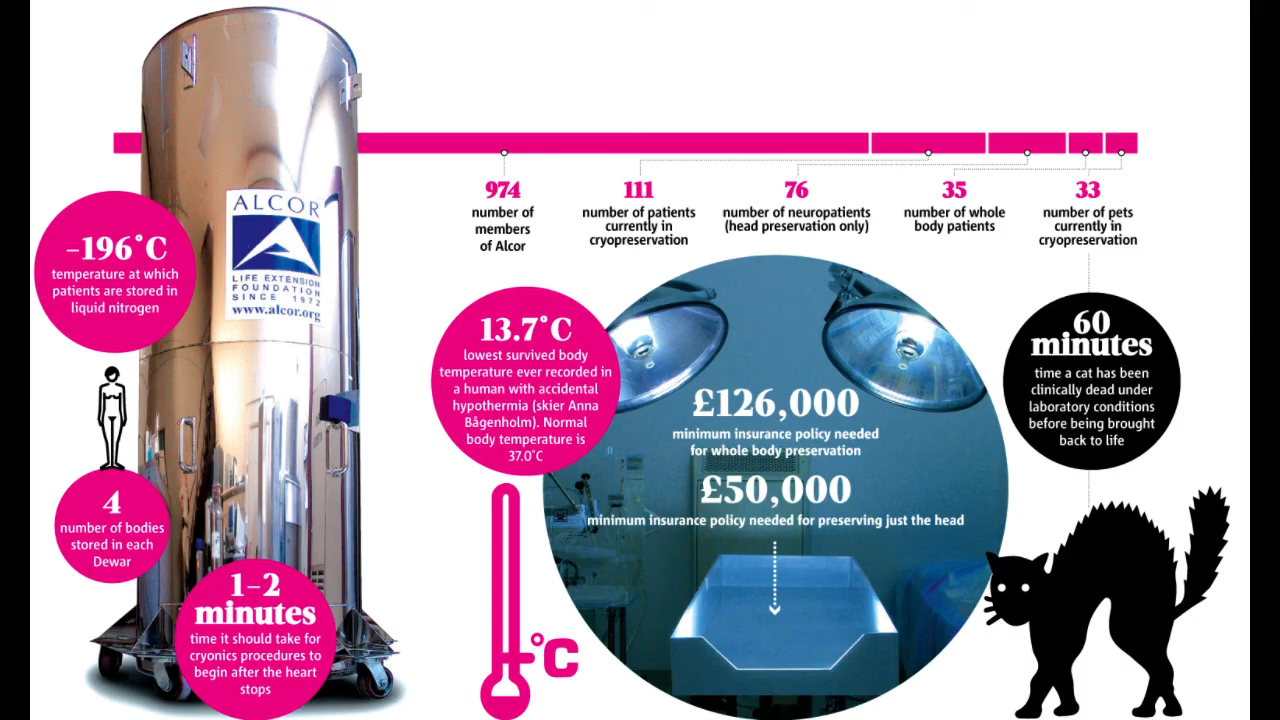 974
number of
members
of Alcor
111
number of patients
currently in
cryopreservation
76
number of neuropatients
(head preservation only)
35
number of whole
body patients
33
number of pets
currently in
cryopreservation
ALCOR
LIFE EXTENSION
FOUNDATION
SINCE 1972
www.alcor.org
–196°C
temperature at which
patients are stored in
liquid nitrogen
4
number of bodies
stored in each
Dewar
1–2
minutes
time it should take for
cryonics procedures to
begin after the heart
stops
13.7°C
lowest survived body
temperature ever recorded in
a human with accidental
hypothermia (skier Anna
Bågenholm). Normal
body temperature is
37.0°C
°C
£126,000
minimum insurance policy needed
for whole body preservation
£50,000
minimum insurance policy needed for preserving just the head
60
minutes
time a cat has been
clinically dead under
laboratory conditions
before being brought
back to life